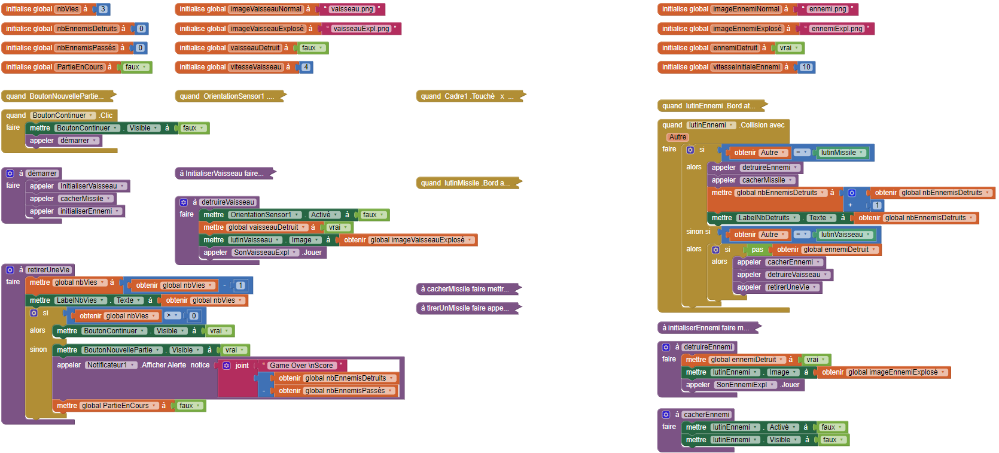 initialise global nbVies à 3
initialise global nbEnnemisDetruits à 0
initialise global nbEnnemisPassés à 0
initialise global PartieEnCours à faux
quand BoutonNouvellePartie...
quand BoutonContinuer .Clic
faire mettre BoutonContinuer . Visible à faux
appeler démarrer
à démarrer
faire appeler InitialiserVaisseau
appeler cacherMissile
appeler initialiserEnnemi
à retirerUneVie
faire mettre global nbVies à obtenir global nbVies - 1
mettre LabelNbVies . Texte à obtenir global nbVies
si obtenir global nbVies > 0
alors mettre BoutonContinuer . Visible à vrai
sinon mettre BoutonNouvellePartie . Visible à vrai
appeler Notificateur1 .Afficher Alerte notice joint " Game Over \nScore "
obtenir global nbEnnemisDetruits
- obtenir global nbEnnemisPassés
mettre global PartieEnCours à faux
initialise global imageVaisseauNormal à " vaisseau.png "
initialise global imageVaisseauExplosé à " vaisseauExpl.png "
initialise global vaisseauDetruit à faux
initialise global vitesseVaisseau à 4
quand OrientationSensor1 ....
à InitialiserVaisseau faire...
à detruireVaisseau
faire mettre OrientationSensor1 . Activé à faux
mettre global vaisseauDetruit à vrai
mettre lutinVaisseau . Image à obtenir global imageVaisseauExplosé
appeler SonVaisseauExpl .Jouer
quand Cadre1 .Touché x ...
quand lutinMissile .Bord a...
à cacherMissile faire mettr...
à tirerUnMissile faire appe...
initialise global imageEnnemiNormal à " ennemi.png "
initialise global imageEnnemiExplosé à " ennemiExpl.png "
initialise global ennemiDetruit à vrai
initialise global vitesseInitialeEnnemi à 10
quand lutinEnnemi .Bord at...
quand lutinEnnemi .Collision avec
Autre
faire si obtenir Autre = lutinMissile
alors appeler detruireEnnemi
appeler cacherMissile
mettre global nbEnnemisDetruits à obtenir global nbEnnemisDetruits
+ 1
mettre LabelNbDetruits . Texte à obtenir global nbEnnemisDetruits
sinon si obtenir Autre = lutinVaisseau
alors si pas obtenir global ennemiDetruit
alors appeler cacherEnnemi
appeler detruireVaisseau
appeler retirerUneVie
à initialiserEnnemi faire m...
à detruireEnnemi
faire mettre global ennemiDetruit à vrai
mettre lutinEnnemi . Image à obtenir global imageEnnemiExplosé
appeler SonEnnemiExpl .Jouer
à cacherEnnemi
faire mettre lutinEnnemi . Activé à faux
mettre lutinEnnemi . Visible à faux